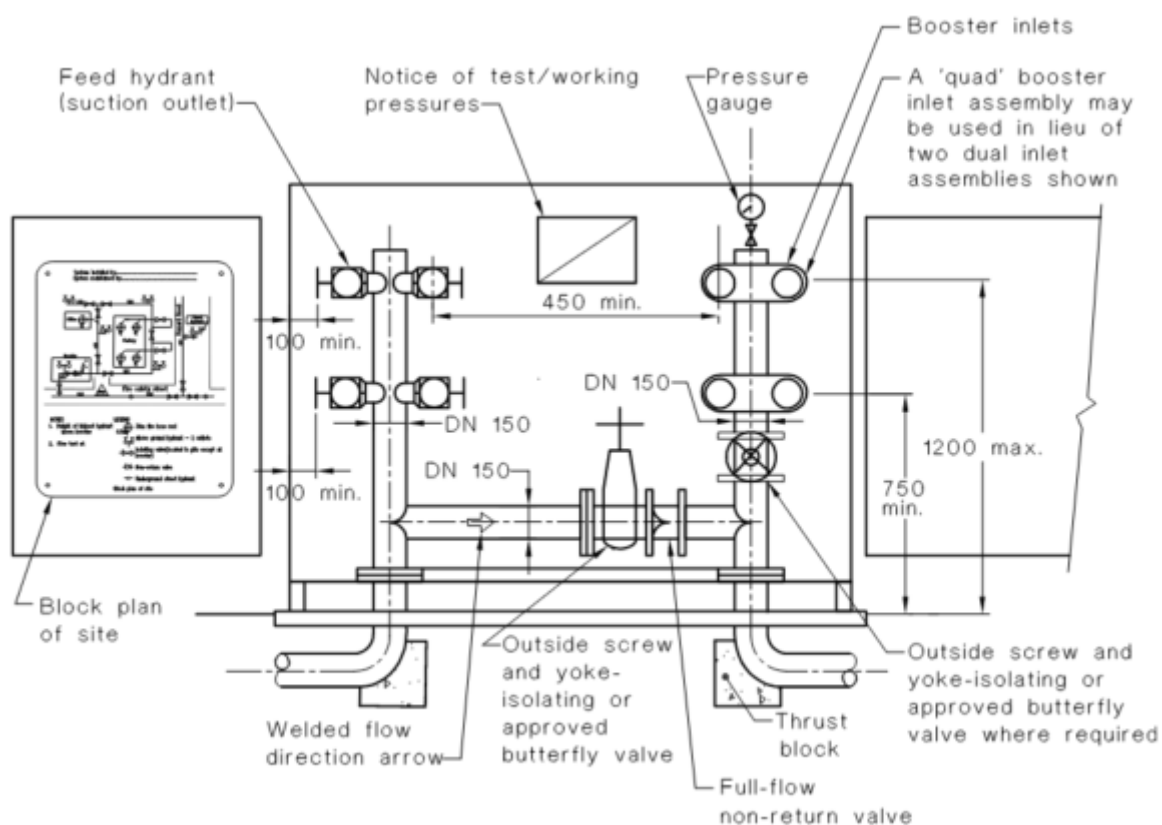 Booster inlets
Feed hydrant
(suction outlet)
Notice of test/working
pressures
Pressure
gauge
A 'quad' booster
inlet assembly may
be used in lieu of
two dual inlet
assemblies shown
450 min.
100 min.
DN 150
DN 150
DN 150
100 min.
1200 max.
750
min.
Block plan
of site
Outside screw
and yoke-
isolating or
approved
butterfly valve
Welded flow
direction arrow
Thrust
block
Outside screw and
yoke-isolating or
approved butterfly
valve where required
Full-flow
non-return valve